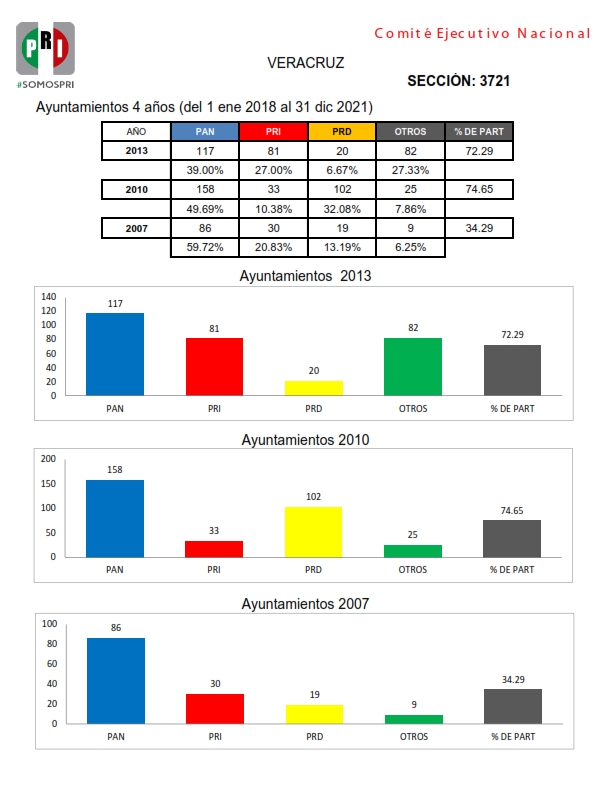 Comité Ejecutivo Nacional
PRI
#SOMOSPRI
VERACRUZ
SECCIÓN: 3721
Ayuntamientos 4 años (del 1 ene 2018 al 31 dic 2021)
AÑO PAN PRI PRD OTROS % DE PART
2013 117 81 20 82 72.29
39.00% 27.00% 6.67% 27.33%
2010 158 33 102 25 74.65
49.69% 10.38% 32.08% 7.86%
2007 86 30 19 9 34.29
59.72% 20.83% 13.19% 6.25%
Ayuntamientos 2013
140
120
100
80
60
40
20
0
117
81
20
82
72.29
PAN PRI PRD OTROS % DE PART
Ayuntamientos 2010
200
150
100
50
0
158
33
102
25
74.65
PAN PRI PRD OTROS % DE PART
Ayuntamientos 2007
100
80
60
40
20
0
86
30
19
9
34.29
PAN PRI PRD OTROS % DE PART